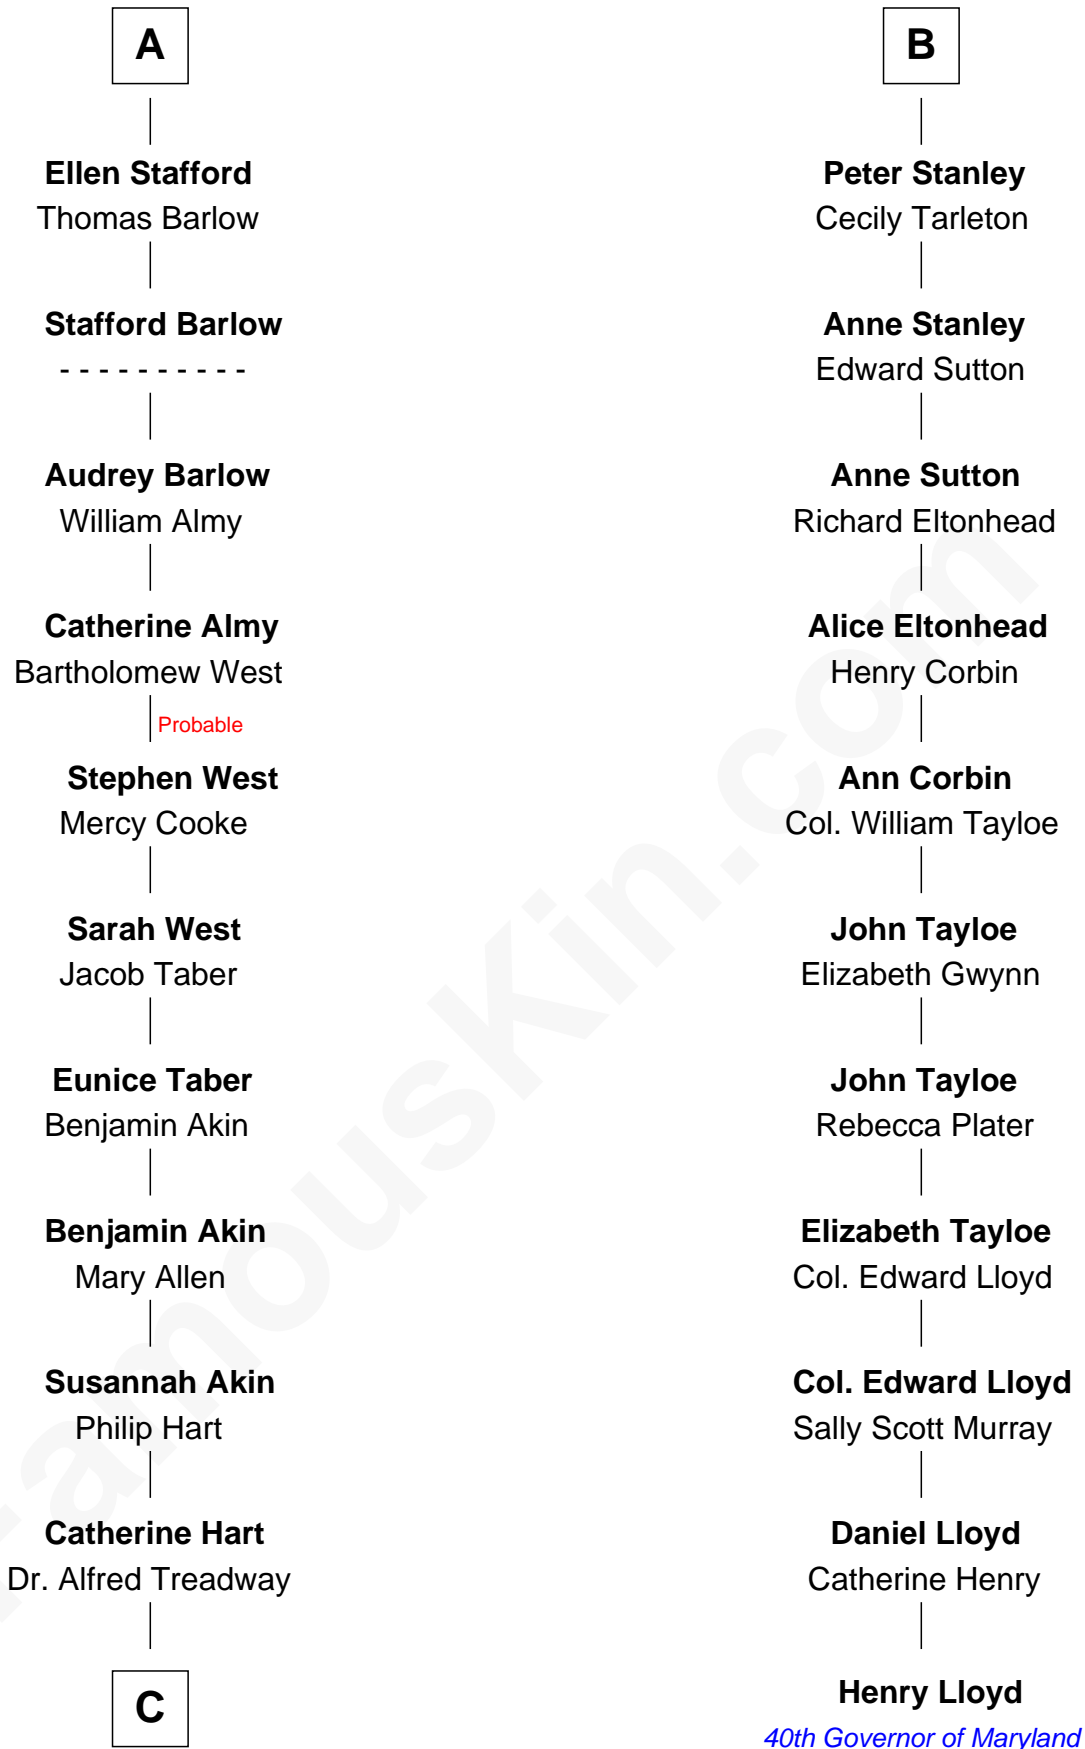 A
Ellen Stafford
Thomas Barlow
Stafford Barlow
- - - - - - - - - -
Audrey Barlow
William Almy
Catherine Almy
Bartholomew West
Probable
Stephen West
Mercy Cooke
Sarah West
Jacob Taber
Eunice Taber
Benjamin Akin
Benjamin Akin
Mary Allen
Susannah Akin
Philip Hart
Catherine Hart
Dr. Alfred Treadway
C
B
Peter Stanley
Cecily Tarleton
Anne Stanley
Edward Sutton
Anne Sutton
Richard Eltonhead
Alice Eltonhead
Henry Corbin
Ann Corbin
Col. William Tayloe
John Tayloe
Elizabeth Gwynn
John Tayloe
Rebecca Plater
Elizabeth Tayloe
Col. Edward Lloyd
Col. Edward Lloyd
Sally Scott Murray
Daniel Lloyd
Catherine Henry
Henry Lloyd
40th Governor of Maryland
FamousKin.com